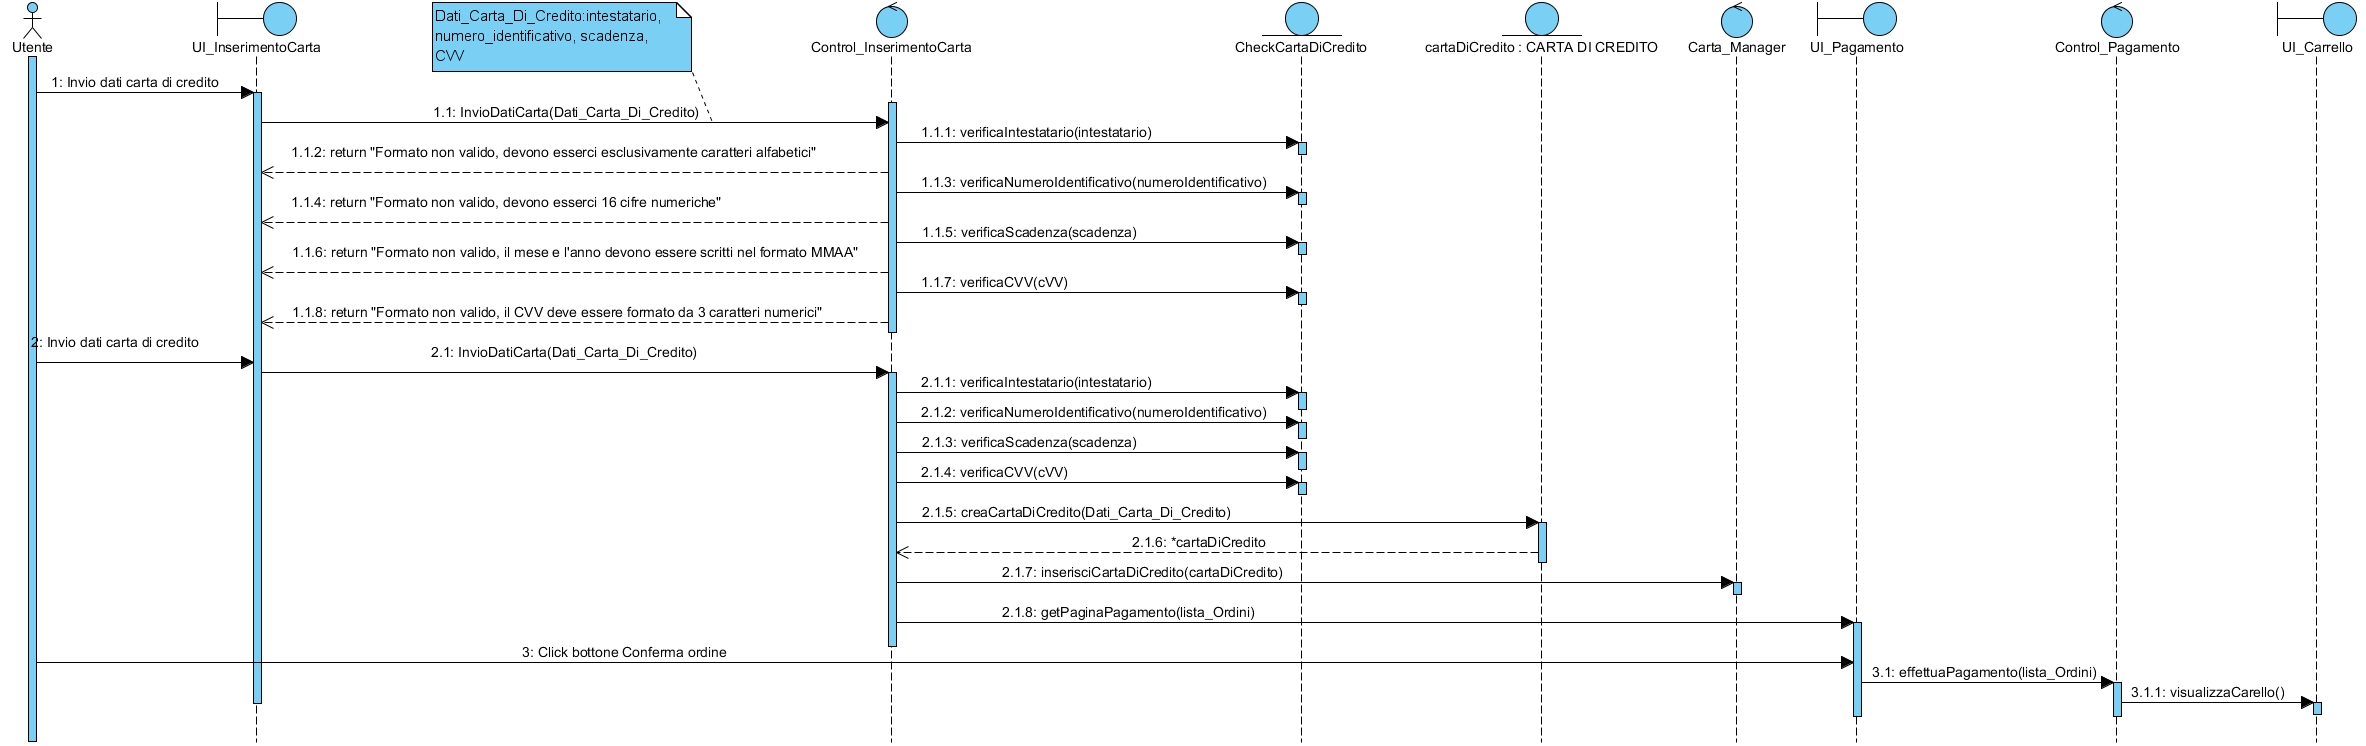 Dati_Carta_Di_Credito:intestatario,
numero_identificativo, scadenza,
CVV
Utente
UI_InserimentoCarta
Control_InserimentoCarta
CheckCartaDiCredito
cartaDiCredito : CARTA DI CREDITO
Carta_Manager
UI_Pagamento
Control_Pagamento
UI_Carrello
1: Invio dati carta di credito
1.1: InvioDatiCarta(Dati_Carta_Di_Credito)
1.1.1: verificaIntestatario(intestatario)
1.1.2: return "Formato non valido, devono esserci esclusivamente caratteri alfabetici"
1.1.3: verificaNumeroIdentificativo(numeroIdentificativo)
1.1.4: return "Formato non valido, devono esserci 16 cifre numeriche"
1.1.5: verificaScadenza(scadenza)
1.1.6: return "Formato non valido, il mese e l'anno devono essere scritti nel formato MMAA"
1.1.7: verificaCVV(cVV)
1.1.8: return "Formato non valido, il CVV deve essere formato da 3 caratteri numerici"
2: Invio dati carta di credito
2.1: InvioDatiCarta(Dati_Carta_Di_Credito)
2.1.1: verificaIntestatario(intestatario)
2.1.2: verificaNumeroIdentificativo(numeroIdentificativo)
2.1.3: verificaScadenza(scadenza)
2.1.4: verificaCVV(cVV)
2.1.5: creaCartaDiCredito(Dati_Carta_Di_Credito)
2.1.6: *cartaDiCredito
2.1.7: inserisciCartaDiCredito(cartaDiCredito)
2.1.8: getPaginaPagamento(lista_Ordini)
3: Click bottone Conferma ordine
3.1: effettuaPagamento(lista_Ordini)
3.1.1: visualizzaCarello()